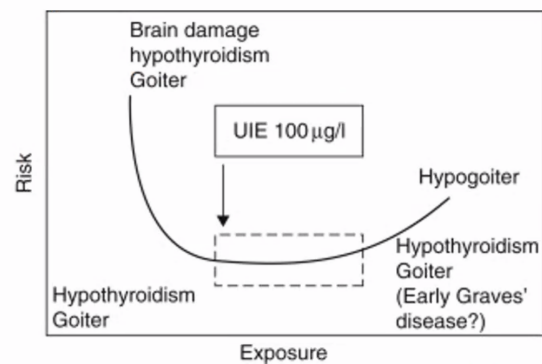 Brain damage
hypothyroidism
Goiter
UIE 100 μg/l
Risk
Hypogoiter
Hypothyroidism
Goiter
(Early Graves'
disease?)
Hypothyroidism
Goiter
Exposure